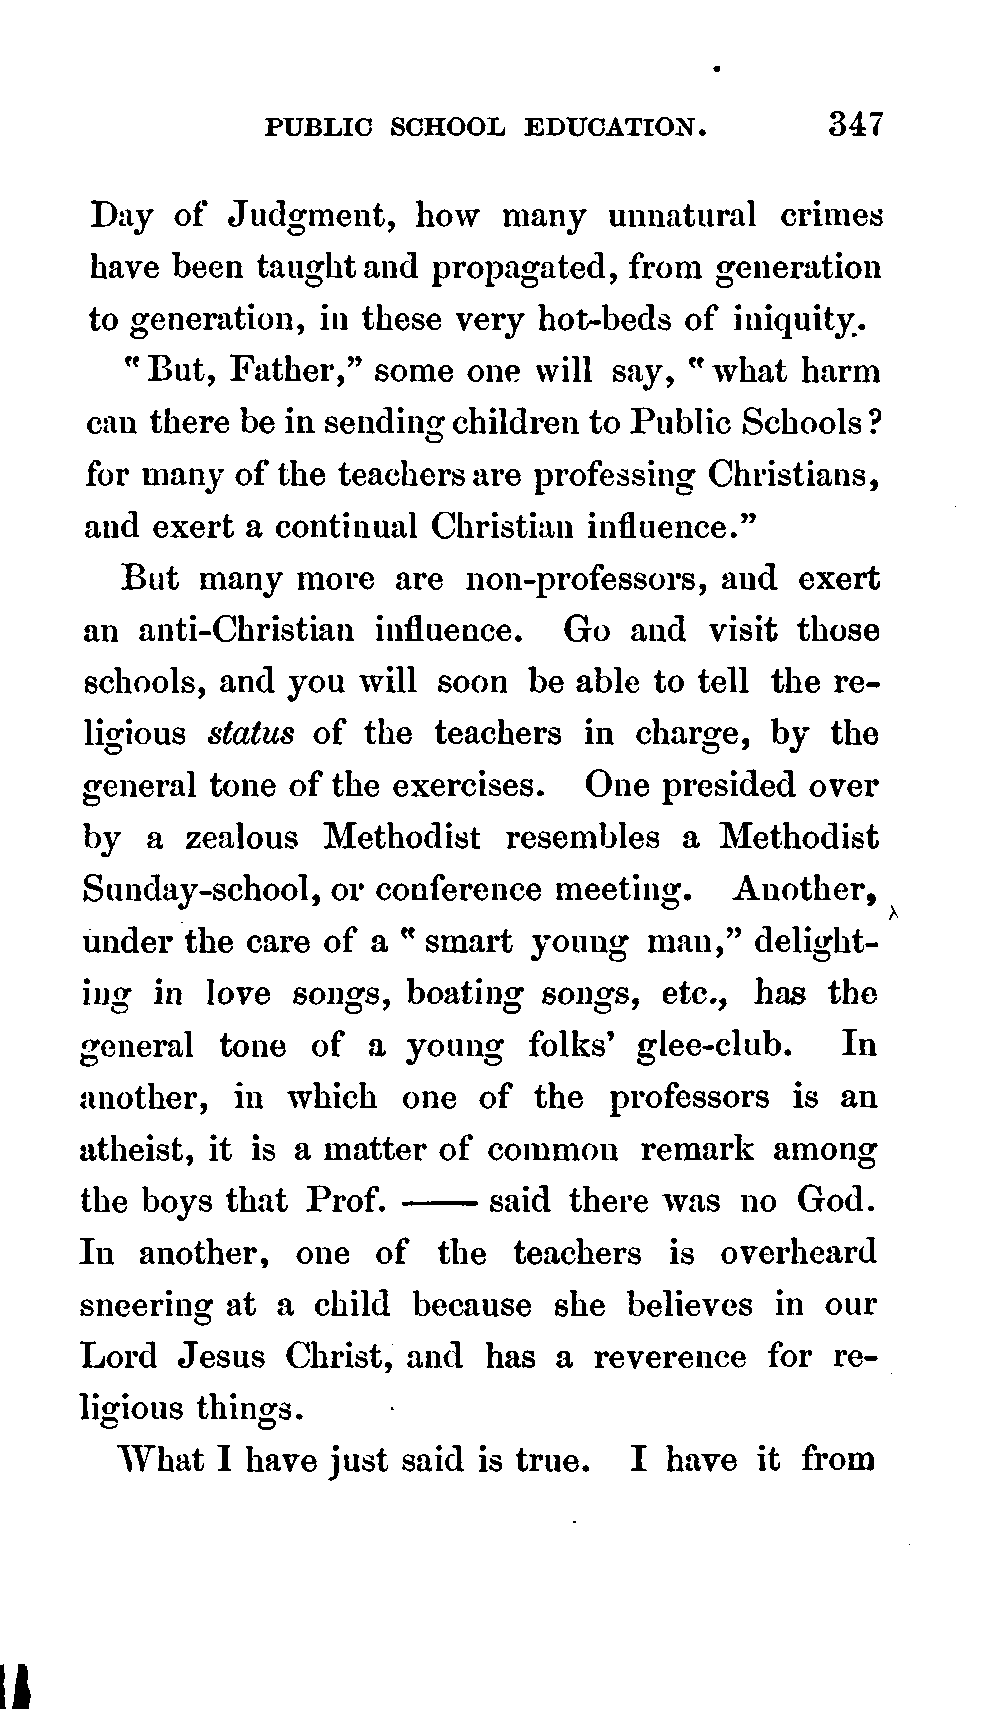 PUBLIC SCHOOL EDUCATION. 347
Day of Judgment, how many unnatural crimes
have been taught and propagated, from generation
to generation, in these very hot-beds of iniquity.
"But, Father," some one will say, "what harm
can there be in sending children to Public Schools?
for many of the teachers are professing Christians,
and exert a continual Christian influence."
But many more are non-professors, and exert
an anti-Christian influence. Go and visit those
schools, and you will soon be able to tell the re-
ligious status of the teachers in charge, by the
general tone of the exercises. One presided over
by a zealous Methodist resembles a Methodist
Sunday-school, or conference meeting. Another,
under the care of a "smart young man," delight-
ing in love songs, boating songs, etc., has the
general tone of a young folks' glee-club. In
another, in which one of the professors is an
atheist, it is a matter of common remark among
the boys that Prof. —— said there was no God.
In another, one of the teachers is overheard
sneering at a child because she believes in our
Lord Jesus Christ, and has a reverence for re-
ligious things.
What I have just said is true. I have it from